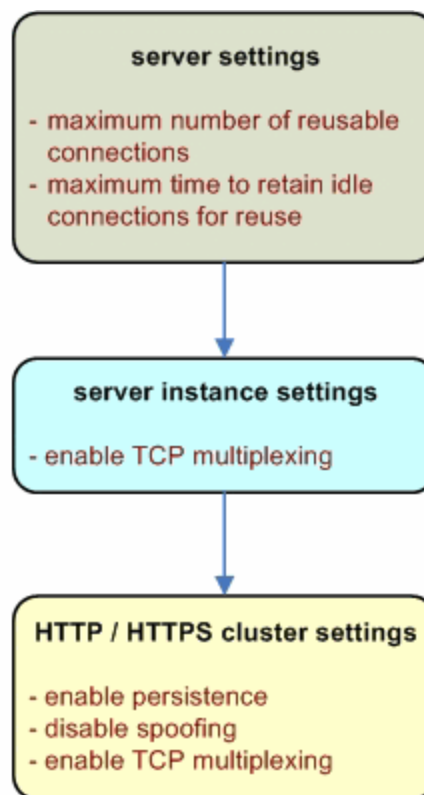 server settings
- maximum number of reusable
connections
- maximum time to retain idle
connections for reuse
server instance settings
- enable TCP multiplexing
HTTP / HTTPS cluster settings
- enable persistence
- disable spoofing
- enable TCP multiplexing